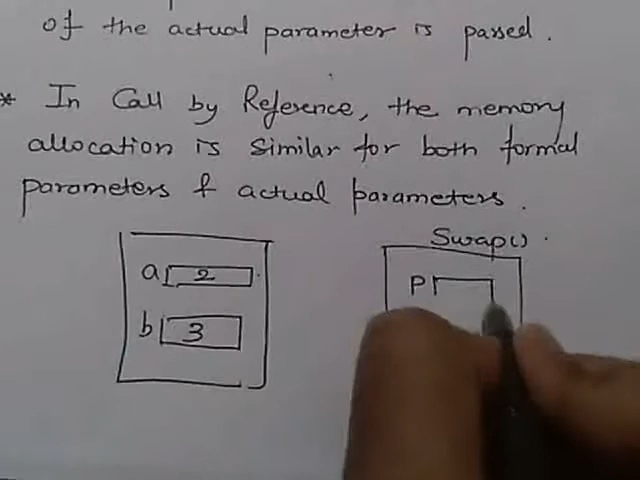 of the actual parameter is passed.
* In Call by Reference, the memory
allocation is similar for both formal
parameters & actual parameters.
Swap().
a 2
P
b 3